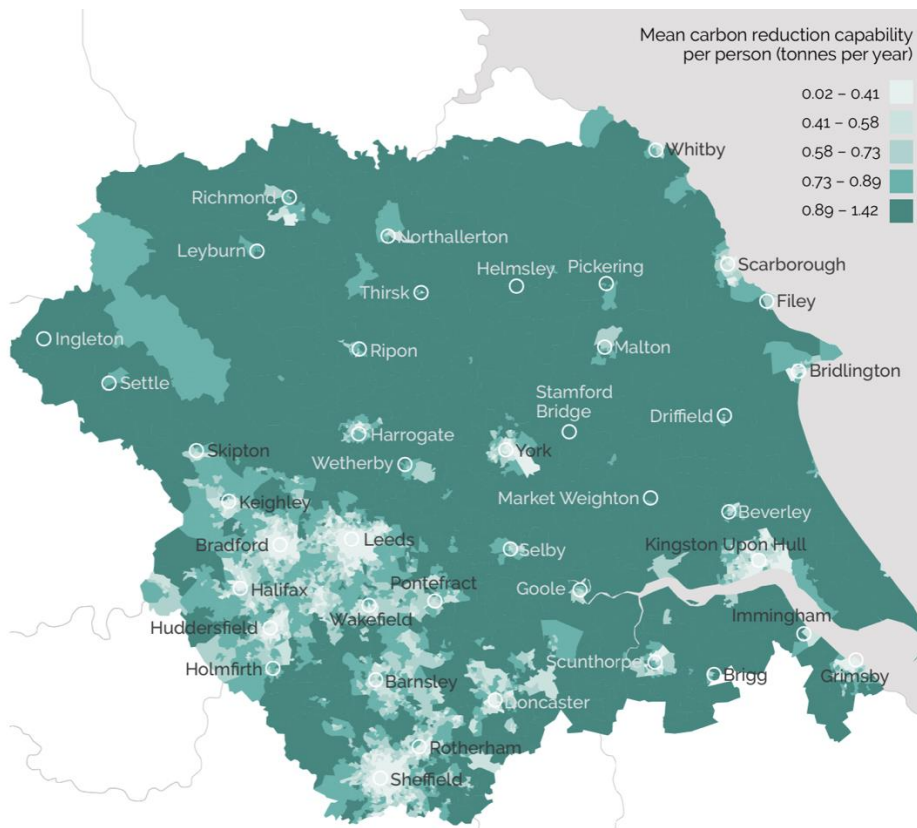 Mean carbon reduction capability
per person (tonnes per year)
0.02 – 0.41
0.41 – 0.58
0.58 – 0.73
0.73 – 0.89
0.89 – 1.42
Whitby
Richmond
Northallerton
Leyburn
Scarborough
Helmsley
Pickering
Thirsk
Filey
Ingleton
Ripon
Malton
Bridlington
Settle
Stamford
Bridge
Driffield
Harrogate
Skipton
York
Wetherby
Keighley
Market Weighton
Beverley
Bradford
Leeds
Selby
Kingston Upon Hull
Halifax
Pontefract
Goole
Wakefield
Immingham
Huddersfield
Holmfirth
Scunthorpe
Brigg
Grimsby
Barnsley
Doncaster
Rotherham
Sheffield